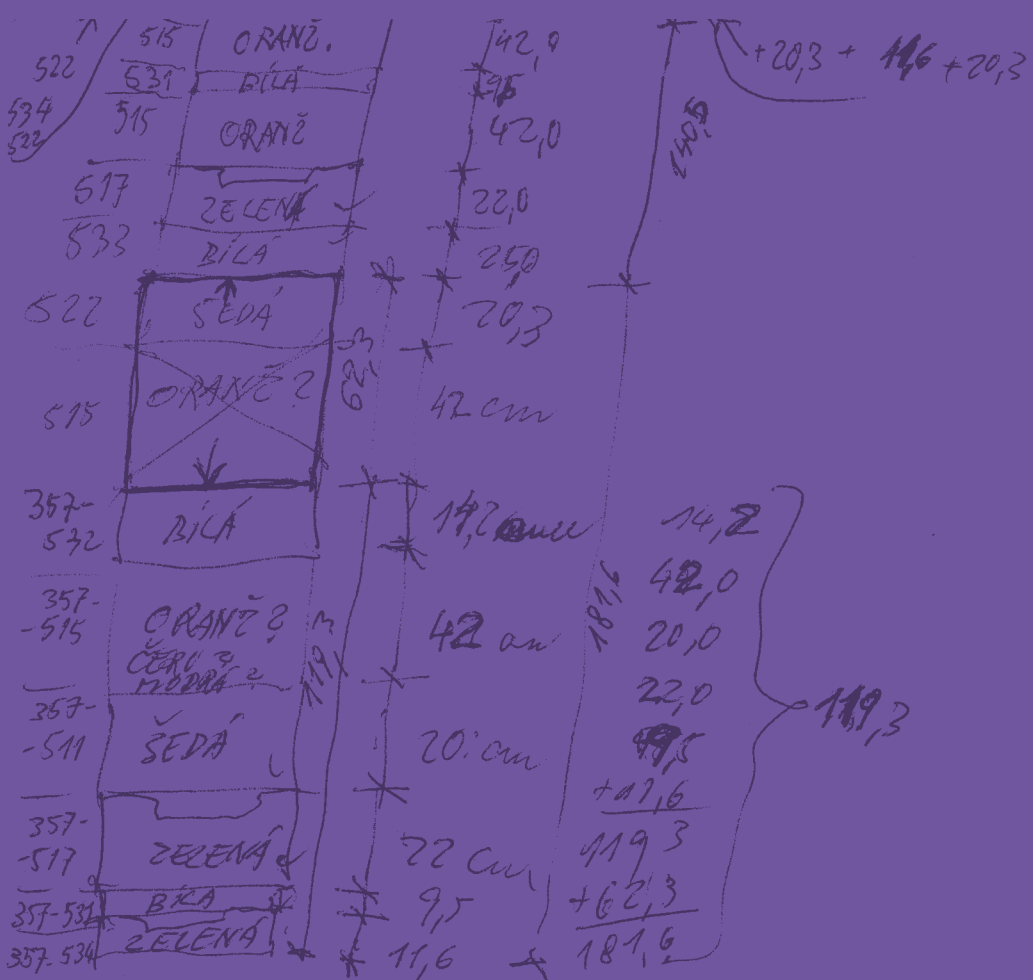 515 ORANŽ. 42,0 +20,3 + 11,6 +20,3
522 531 BÍLÁ 9,5
534 515 ORANŽ 42,0 140,5
522
517 ZELENÁ 22,0
533 BÍLÁ 25,0
522 ŠEDÁ 20,3
62,3
515 ORANŽ? 42 cm
357-
532 BÍLÁ 14,2 14,2
42,0
357-
-515 ORANŽ? 42 cm 181,6 20,0
ČERV?
MODRÁ? 119,3 22,0
357- 119,3
-511 ŠEDÁ 20 cm 9,5
+11,6
357- 119,3
-517 ZELENÁ 22 cm
357-531 BÍLÁ 9,5 +62,3
357-534 ZELENÁ 11,6 181,6